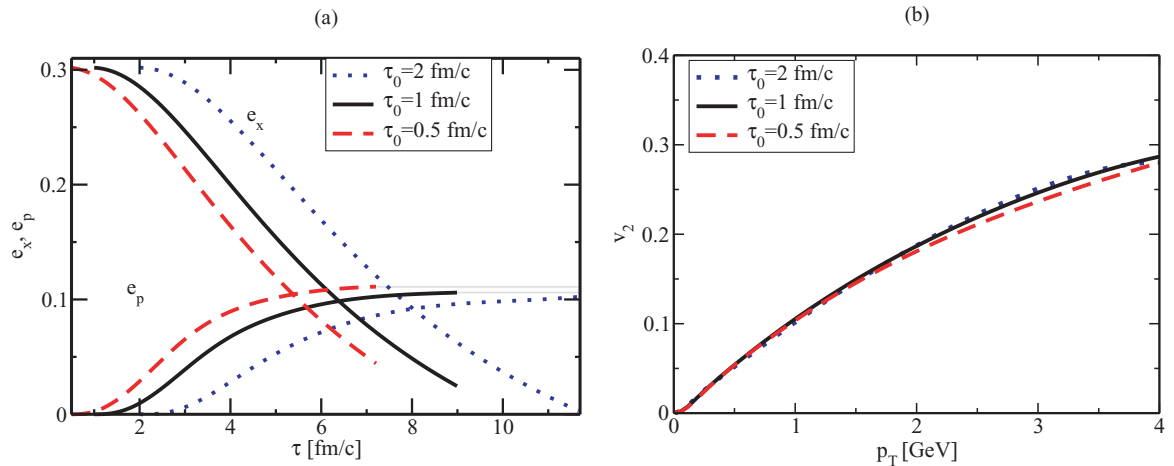 (a)
0.3
0.2
0.1
0
e_x, e_p
τ_0=2 fm/c
τ_0=1 fm/c
τ_0=0.5 fm/c
e_x
e_p
2
4
6
8
10
τ [fm/c]
(b)
0.4
0.3
0.2
0.1
0
v_2
τ_0=2 fm/c
τ_0=1 fm/c
τ_0=0.5 fm/c
0
1
2
3
4
p_T [GeV]